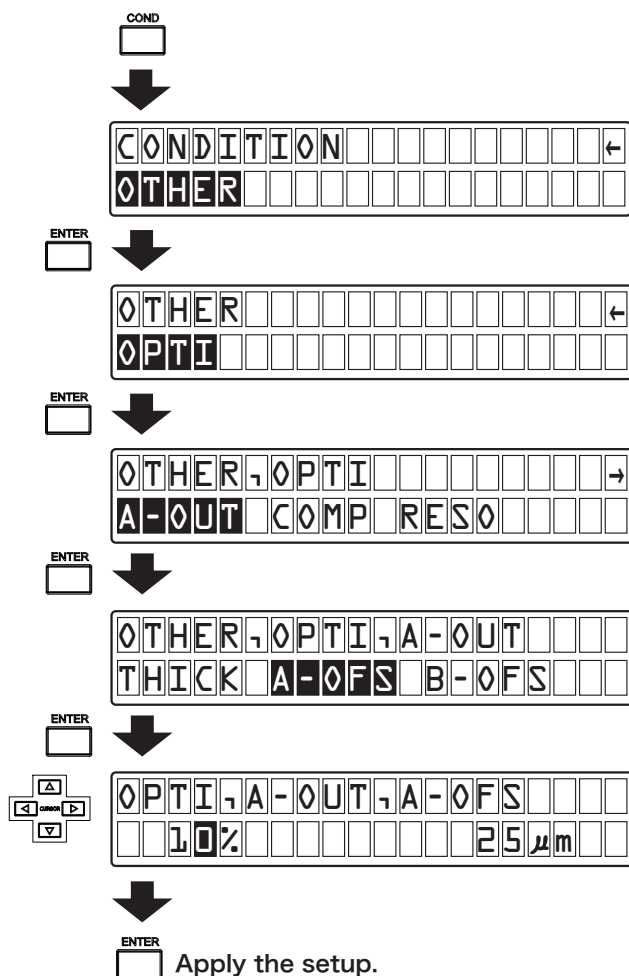 COND
CONDITION ←
OTHER
ENTER
OTHER ←
OPTI
ENTER
OTHER¬OPTI →
A-OUT COMP RESO
ENTER
OTHER¬OPTI¬A-OUT
THICK A-OFS B-OFS
ENTER
CURSOR
OPTI¬A-OUT¬A-OFS
10% 25μm
ENTER
Apply the setup.